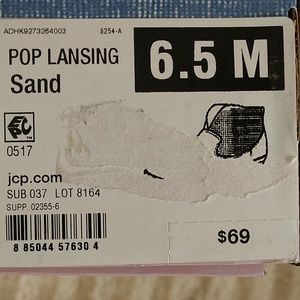 ADHK9273264003 8254-A
POP LANSING
Sand
6.5 M
0517
jcp.com
SUB 037 LOT 8164
SUPP. 02355-6
8 85044 57630 4
$69